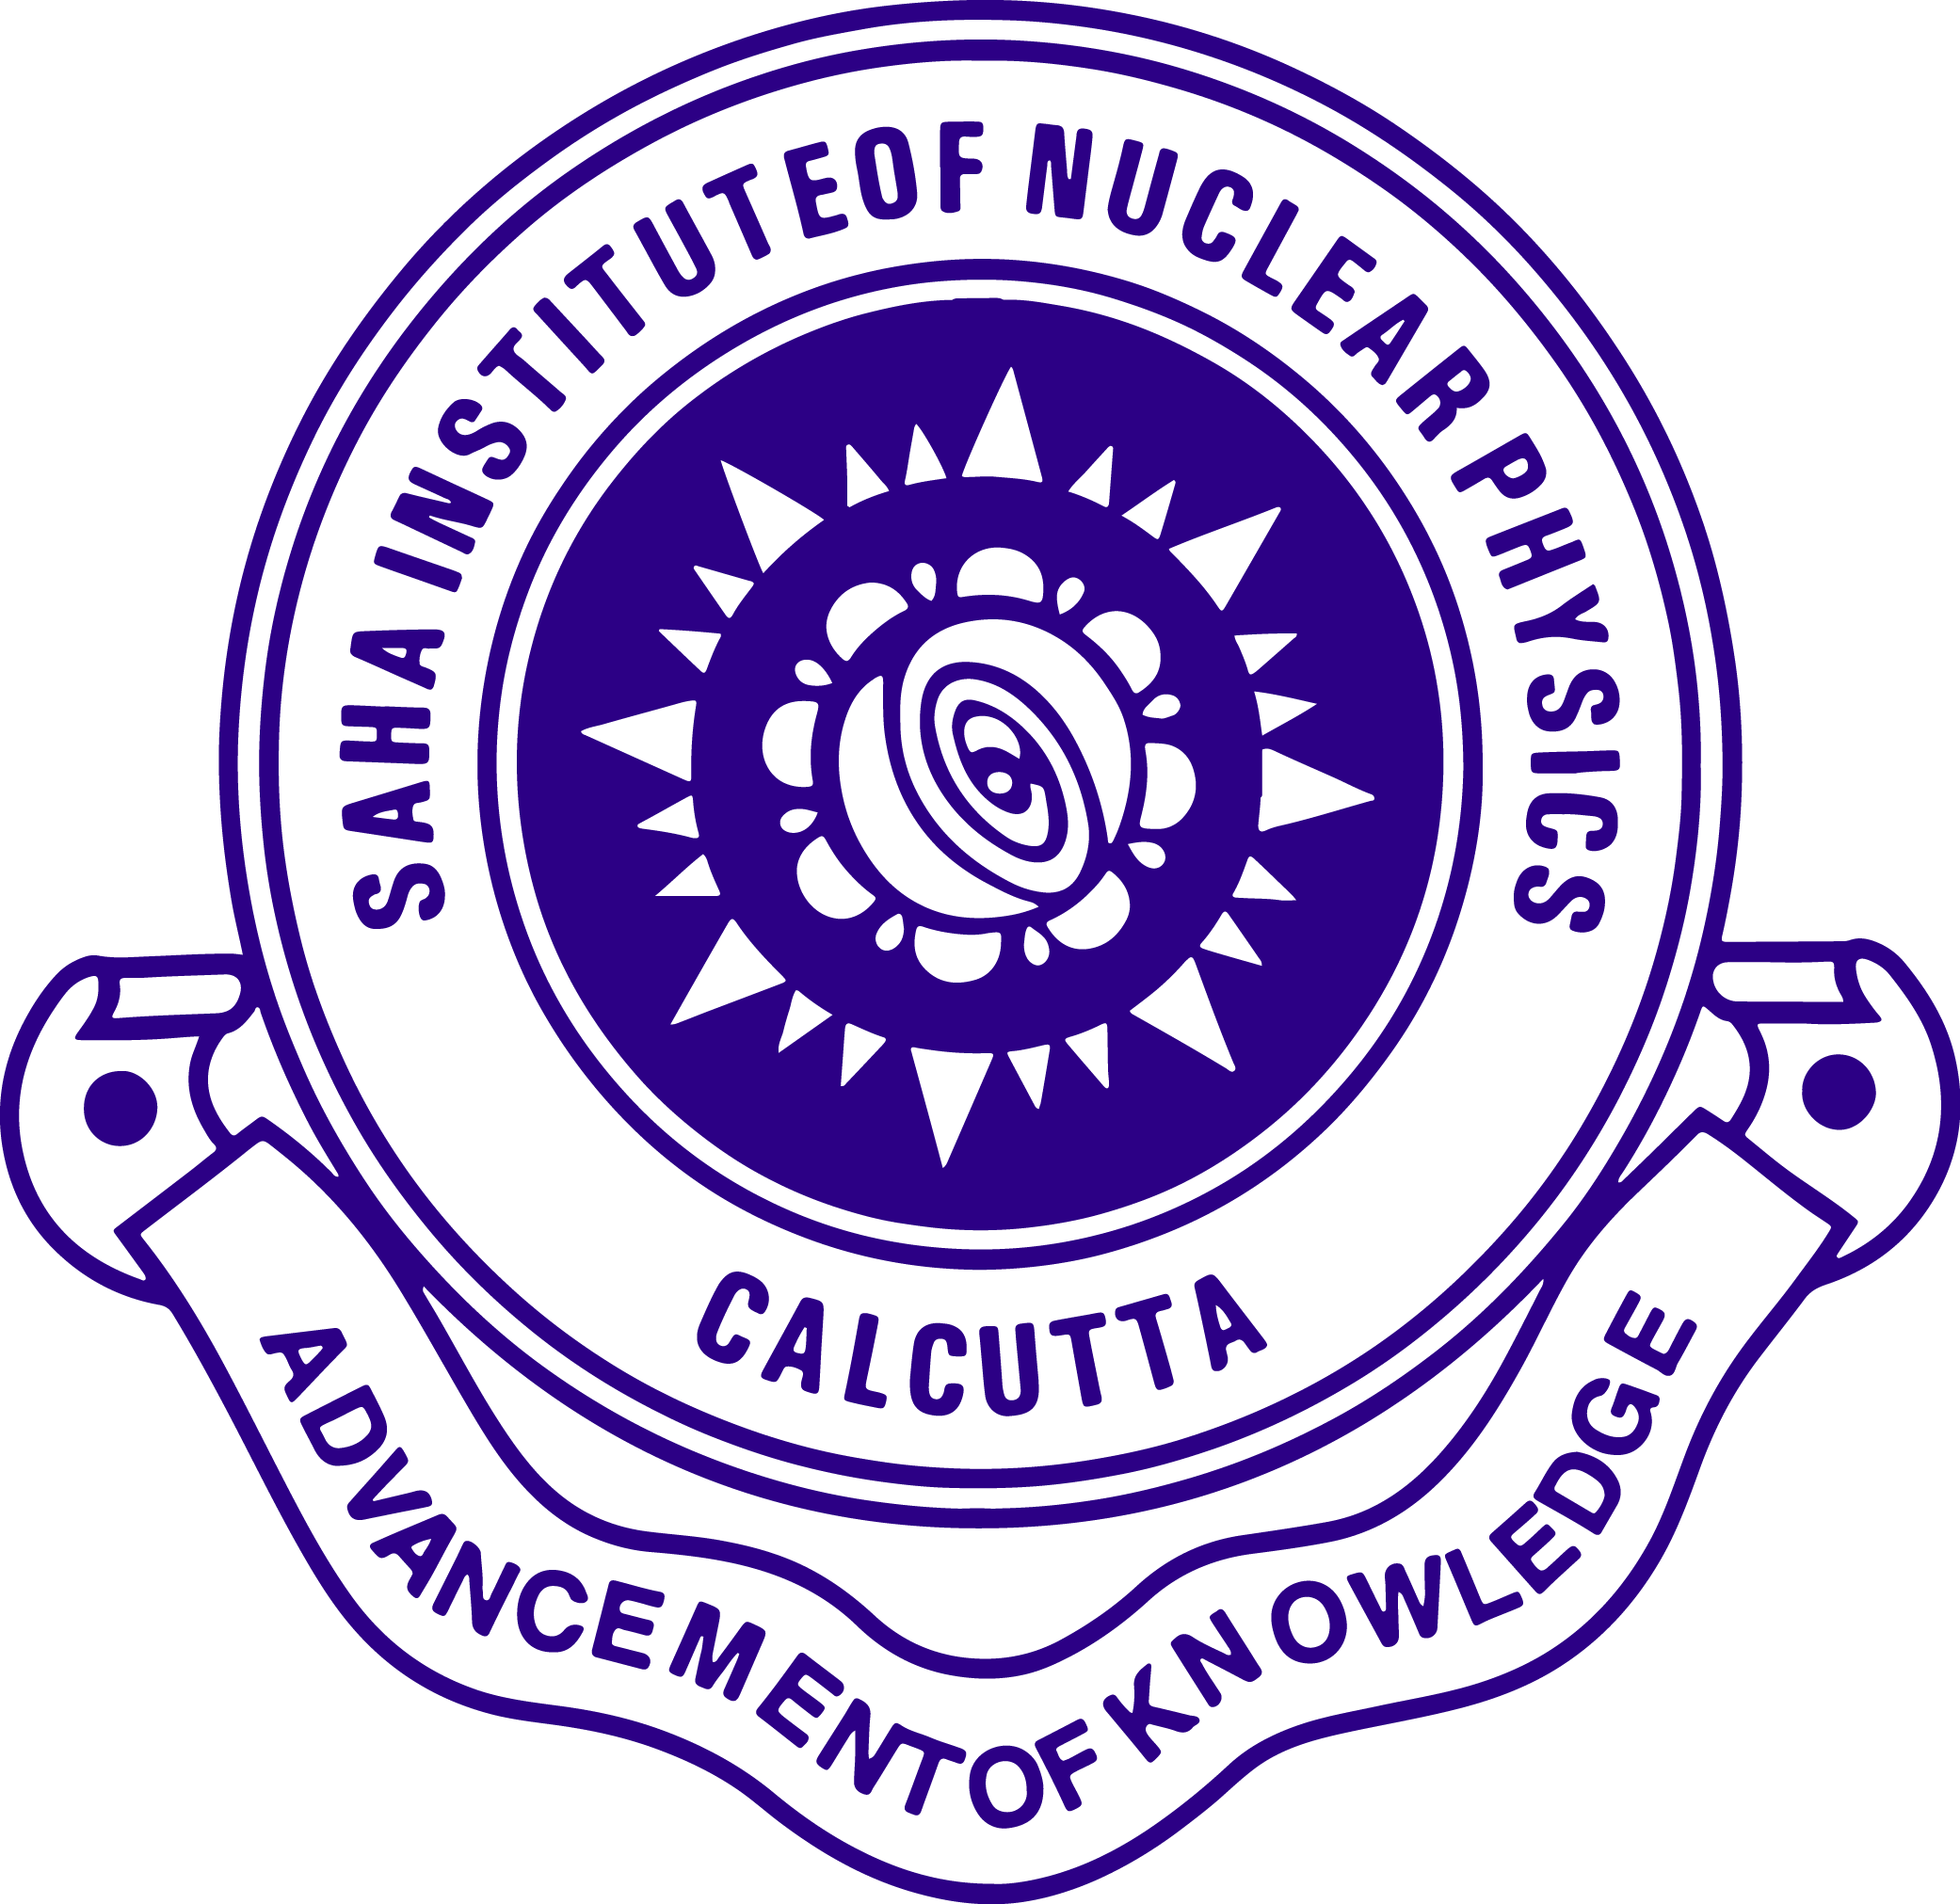 SAHA INSTITUTE OF NUCLEAR PHYSICS
CALCUTTA
ADVANCEMENT OF KNOWLEDGE